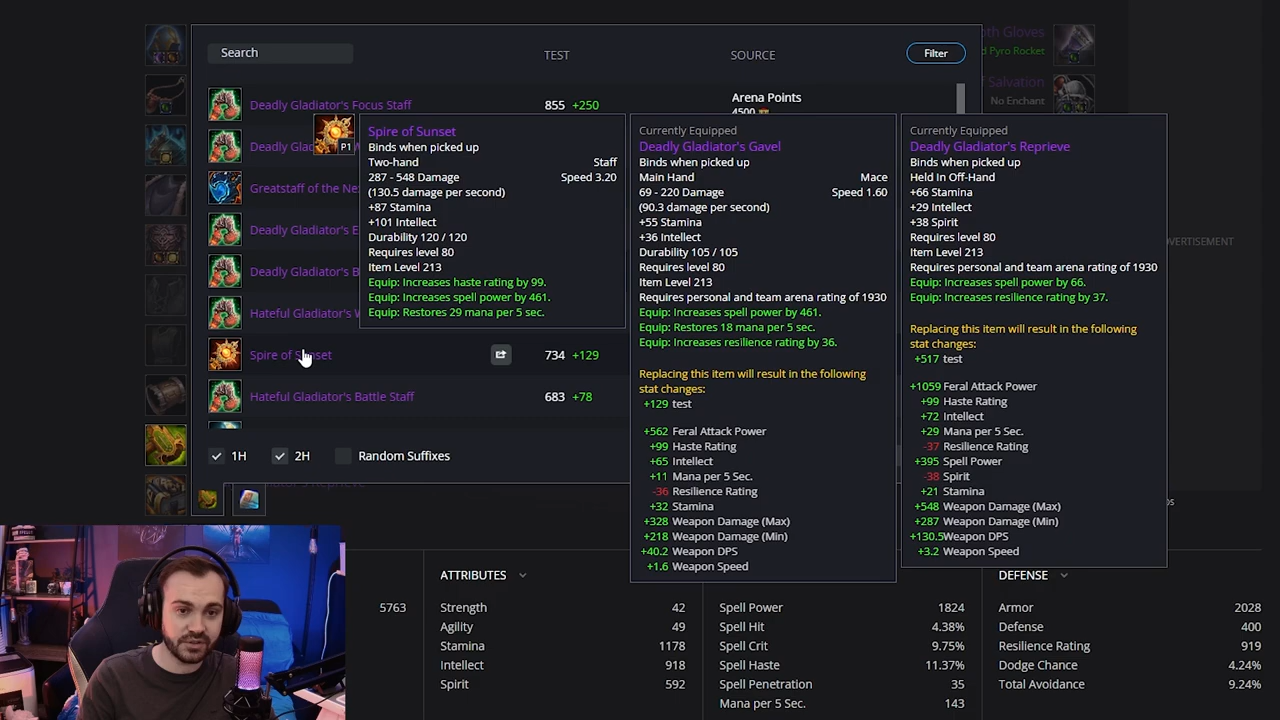 Search
TEST
SOURCE
Filter
oth Gloves
d Pyro Rocket
f Salvation
No Enchant
Deadly Gladiator's Focus Staff
855 +250
Arena Points
4500
Greatstaff of the Ne
Deadly Gladiator's E
Deadly Gladiator's B
Hateful Gladiator's W
Spire of Sunset
734 +129
Hateful Gladiator's Battle Staff
683 +78
1H
2H
Random Suffixes
P1
Spire of Sunset
Binds when picked up
Two-hand Staff
287 - 548 Damage Speed 3.20
(130.5 damage per second)
+87 Stamina
+101 Intellect
Durability 120 / 120
Requires level 80
Item Level 213
Equip: Increases haste rating by 99.
Equip: Increases spell power by 461.
Equip: Restores 29 mana per 5 sec.
Currently Equipped
Deadly Gladiator's Gavel
Binds when picked up
Main Hand Mace
69 - 220 Damage Speed 1.60
(90.3 damage per second)
+55 Stamina
+36 Intellect
Durability 105 / 105
Requires level 80
Item Level 213
Requires personal and team arena rating of 1930
Equip: Increases spell power by 461.
Equip: Restores 18 mana per 5 sec.
Equip: Increases resilience rating by 36.
Replacing this item will result in the following
stat changes:
+129 test
+562 Feral Attack Power
+99 Haste Rating
+65 Intellect
+11 Mana per 5 Sec.
-36 Resilience Rating
+32 Stamina
+328 Weapon Damage (Max)
+218 Weapon Damage (Min)
+40.2 Weapon DPS
+1.6 Weapon Speed
Currently Equipped
Deadly Gladiator's Reprieve
Binds when picked up
Held In Off-Hand
+66 Stamina
+29 Intellect
+38 Spirit
Requires level 80
Item Level 213
Requires personal and team arena rating of 1930
Equip: Increases spell power by 66.
Equip: Increases resilience rating by 37.
Replacing this item will result in the following
stat changes:
+517 test
+1059 Feral Attack Power
+99 Haste Rating
+72 Intellect
+29 Mana per 5 Sec.
-37 Resilience Rating
+395 Spell Power
-38 Spirit
+21 Stamina
+548 Weapon Damage (Max)
+287 Weapon Damage (Min)
+130.5 Weapon DPS
+3.2 Weapon Speed
VERTISEMENT
5763
ATTRIBUTES
Strength 42
Agility 49
Stamina 1178
Intellect 918
Spirit 592
Spell Power 1824
Spell Hit 4.38%
Spell Crit 9.75%
Spell Haste 11.37%
Spell Penetration 35
Mana per 5 Sec. 143
DEFENSE
Armor 2028
Defense 400
Resilience Rating 919
Dodge Chance 4.24%
Total Avoidance 9.24%